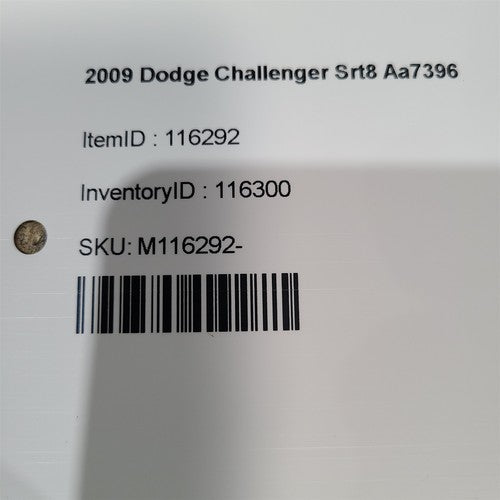 2009 Dodge Challenger Srt8 Aa7396
ItemID : 116292
InventoryID : 116300
SKU: M116292-